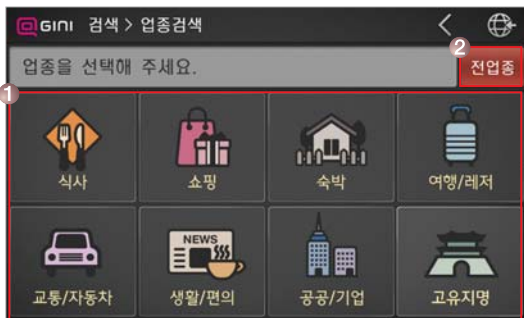 GINI 검색 > 업종검색
업종을 선택해 주세요.
2
전업종
1
식사
쇼핑
숙박
여행/레저
NEWS
교통/자동차
생활/편의
공공/기업
고유지명